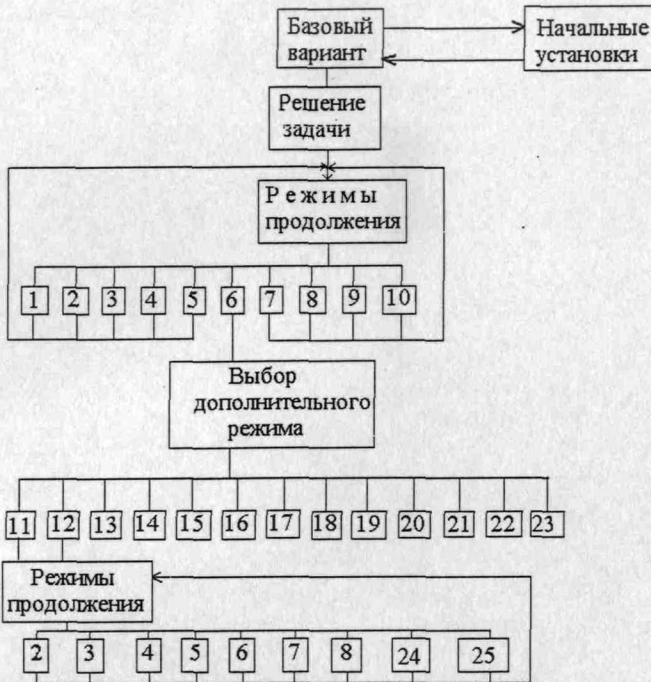 Базовый
вариант
Начальные
установки
Решение
задачи
Р е ж и м ы
продолжения
1 2 3 4 5 6 7 8 9 10
Выбор
дополнительного
режима
11 12 13 14 15 16 17 18 19 20 21 22 23
Режимы
продолжения
2 3 4 5 6 7 8 24 25